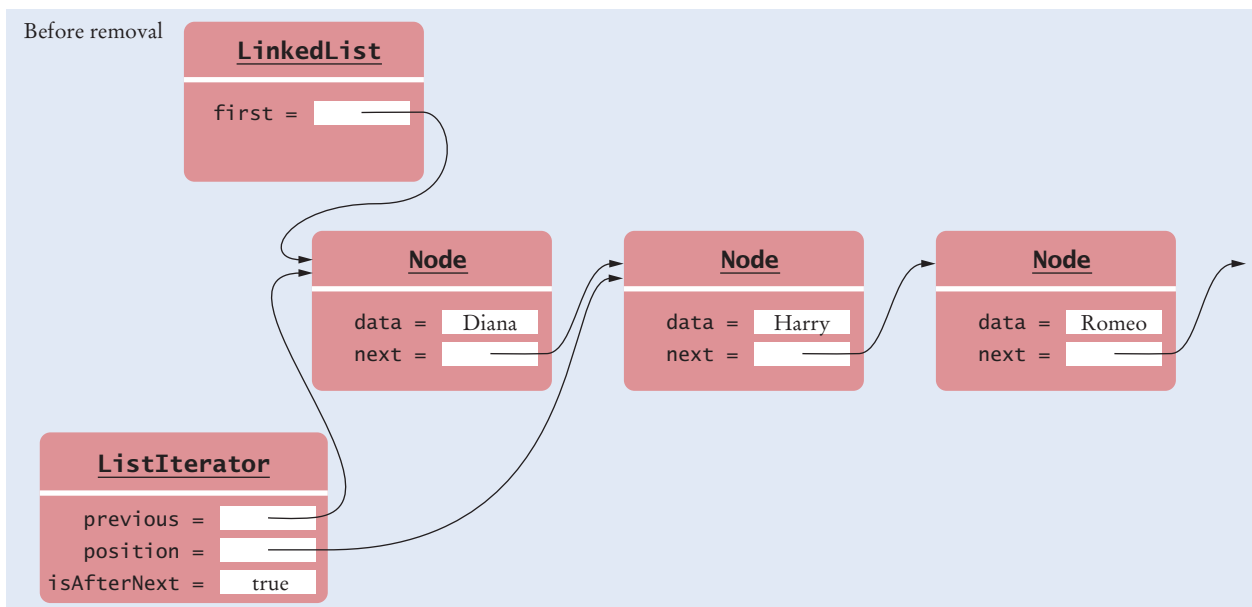 Before removal
LinkedList
first =
Node
data = Diana
next =
Node
data = Harry
next =
Node
data = Romeo
next =
ListIterator
previous =
position =
isAfterNext = true